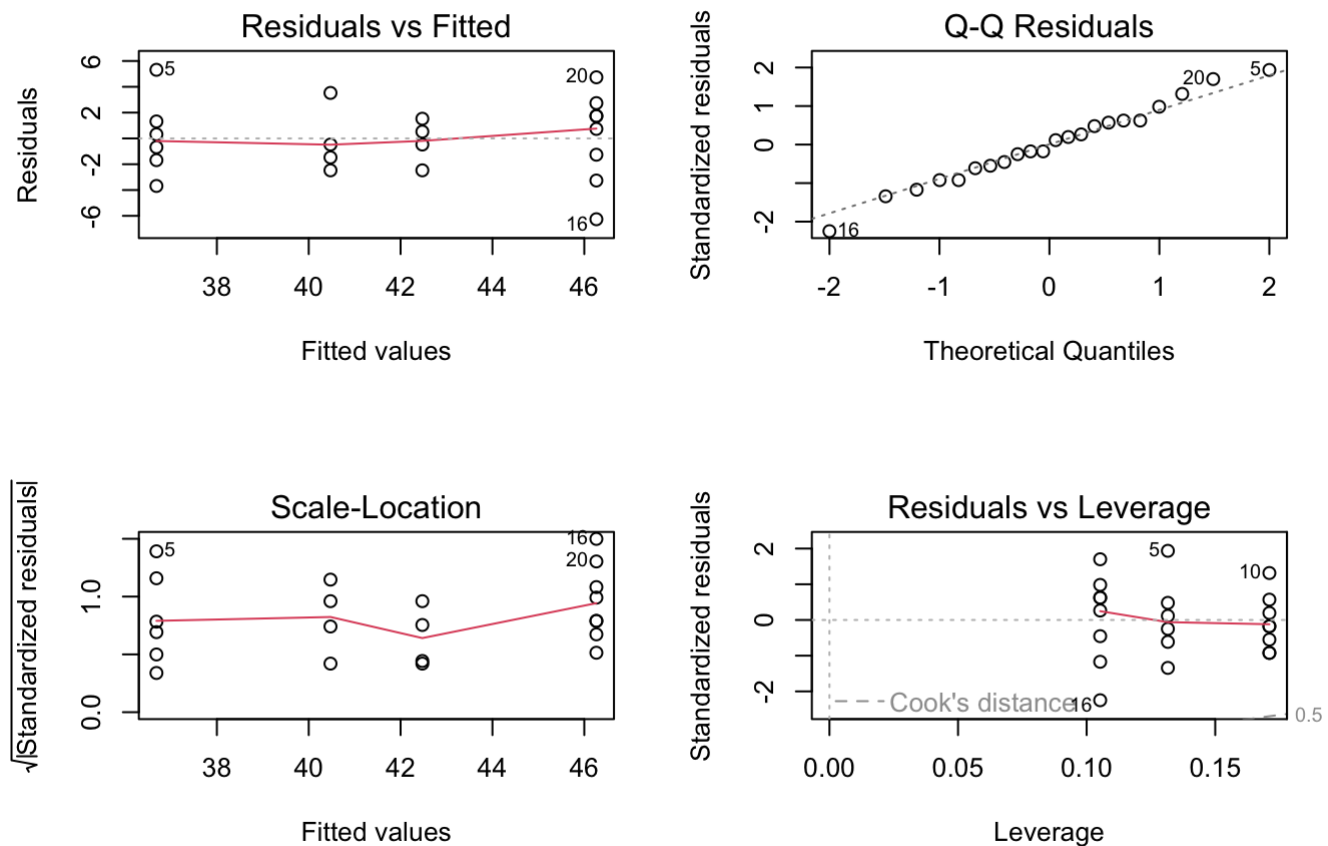 Residuals vs Fitted
Residuals
6
2
-2
-6
5
20
16
38 40 42 44 46
Fitted values
Q-Q Residuals
Standardized residuals
2
1
0
-2
20
5
16
-2 -1 0 1 2
Theoretical Quantiles
Scale-Location
√|Standardized residuals|
1.0
0.0
5
16
20
38 40 42 44 46
Fitted values
Residuals vs Leverage
Standardized residuals
2
0
-2
5
10
Cook's distance
16
0.5
0.00 0.05 0.10 0.15
Leverage